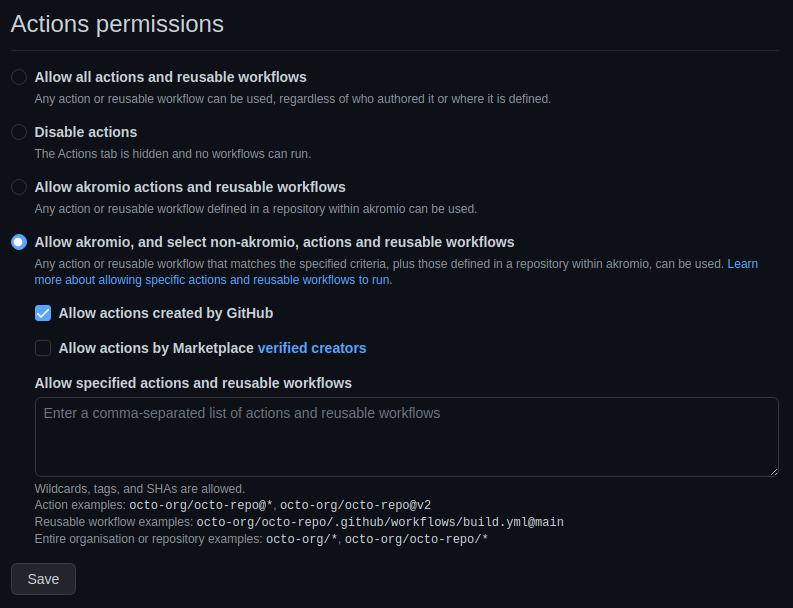 Actions permissions
Allow all actions and reusable workflows
Any action or reusable workflow can be used, regardless of who authored it or where it is defined.
Disable actions
The Actions tab is hidden and no workflows can run.
Allow akromio actions and reusable workflows
Any action or reusable workflow defined in a repository within akromio can be used.
Allow akromio, and select non-akromio, actions and reusable workflows
Any action or reusable workflow that matches the specified criteria, plus those defined in a repository within akromio, can be used. Learn
more about allowing specific actions and reusable workflows to run.
Allow actions created by GitHub
Allow actions by Marketplace verified creators
Allow specified actions and reusable workflows
Enter a comma-separated list of actions and reusable workflows
Wildcards, tags, and SHAs are allowed.
Action examples: octo-org/octo-repo@*, octo-org/octo-repo@v2
Reusable workflow examples: octo-org/octo-repo/.github/workflows/build.yml@main
Entire organisation or repository examples: octo-org/*, octo-org/octo-repo/*
Save